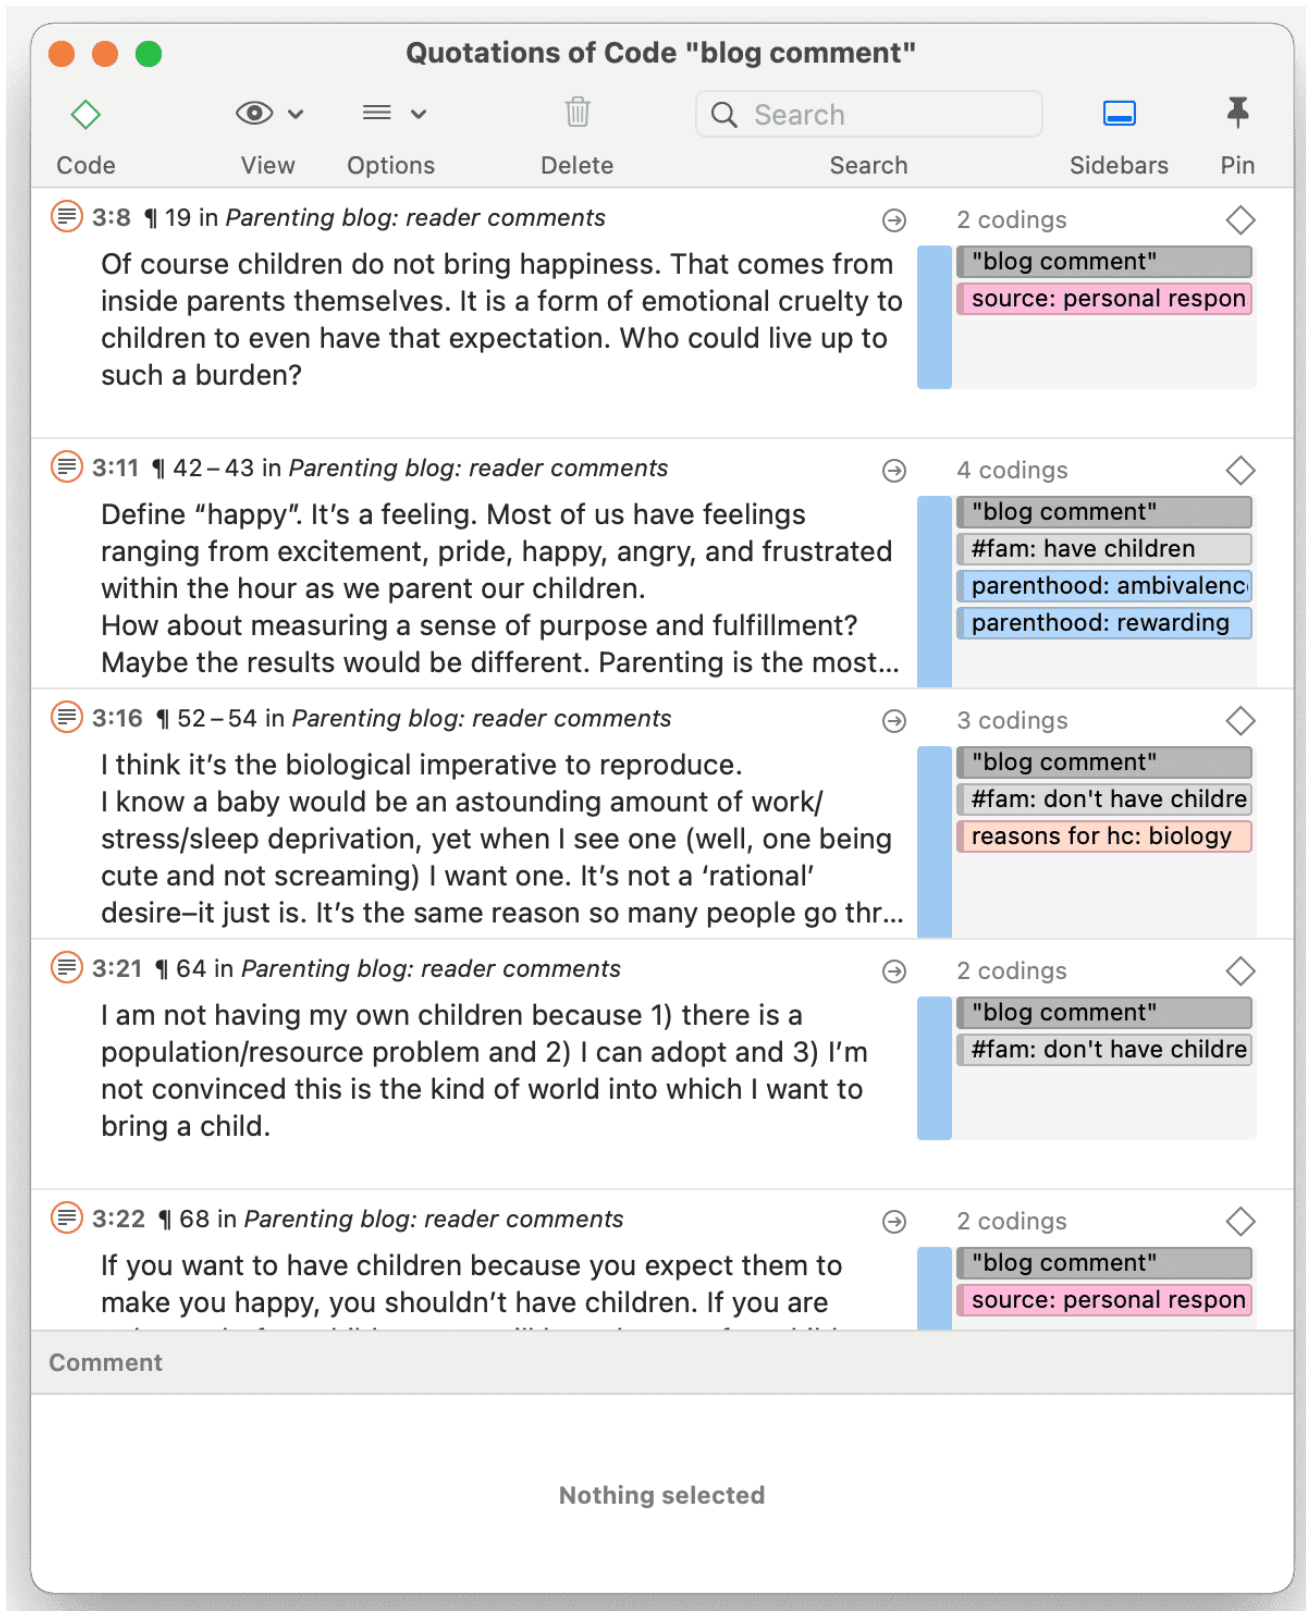 Quotations of Code "blog comment"
Search
Code View Options Delete Search Sidebars Pin
3:8 ¶ 19 in Parenting blog: reader comments
2 codings
Of course children do not bring happiness. That comes from
inside parents themselves. It is a form of emotional cruelty to
children to even have that expectation. Who could live up to
such a burden?
"blog comment"
source: personal respon
3:11 ¶ 42 – 43 in Parenting blog: reader comments
4 codings
Define “happy”. It’s a feeling. Most of us have feelings
ranging from excitement, pride, happy, angry, and frustrated
within the hour as we parent our children.
How about measuring a sense of purpose and fulfillment?
Maybe the results would be different. Parenting is the most...
"blog comment"
#fam: have children
parenthood: ambivalenc
parenthood: rewarding
3:16 ¶ 52 – 54 in Parenting blog: reader comments
3 codings
I think it’s the biological imperative to reproduce.
I know a baby would be an astounding amount of work/
stress/sleep deprivation, yet when I see one (well, one being
cute and not screaming) I want one. It’s not a ‘rational’
desire–it just is. It’s the same reason so many people go thr...
"blog comment"
#fam: don't have childre
reasons for hc: biology
3:21 ¶ 64 in Parenting blog: reader comments
2 codings
I am not having my own children because 1) there is a
population/resource problem and 2) I can adopt and 3) I’m
not convinced this is the kind of world into which I want to
bring a child.
"blog comment"
#fam: don't have childre
3:22 ¶ 68 in Parenting blog: reader comments
2 codings
If you want to have children because you expect them to
make you happy, you shouldn’t have children. If you are
"blog comment"
source: personal respon
Comment
Nothing selected